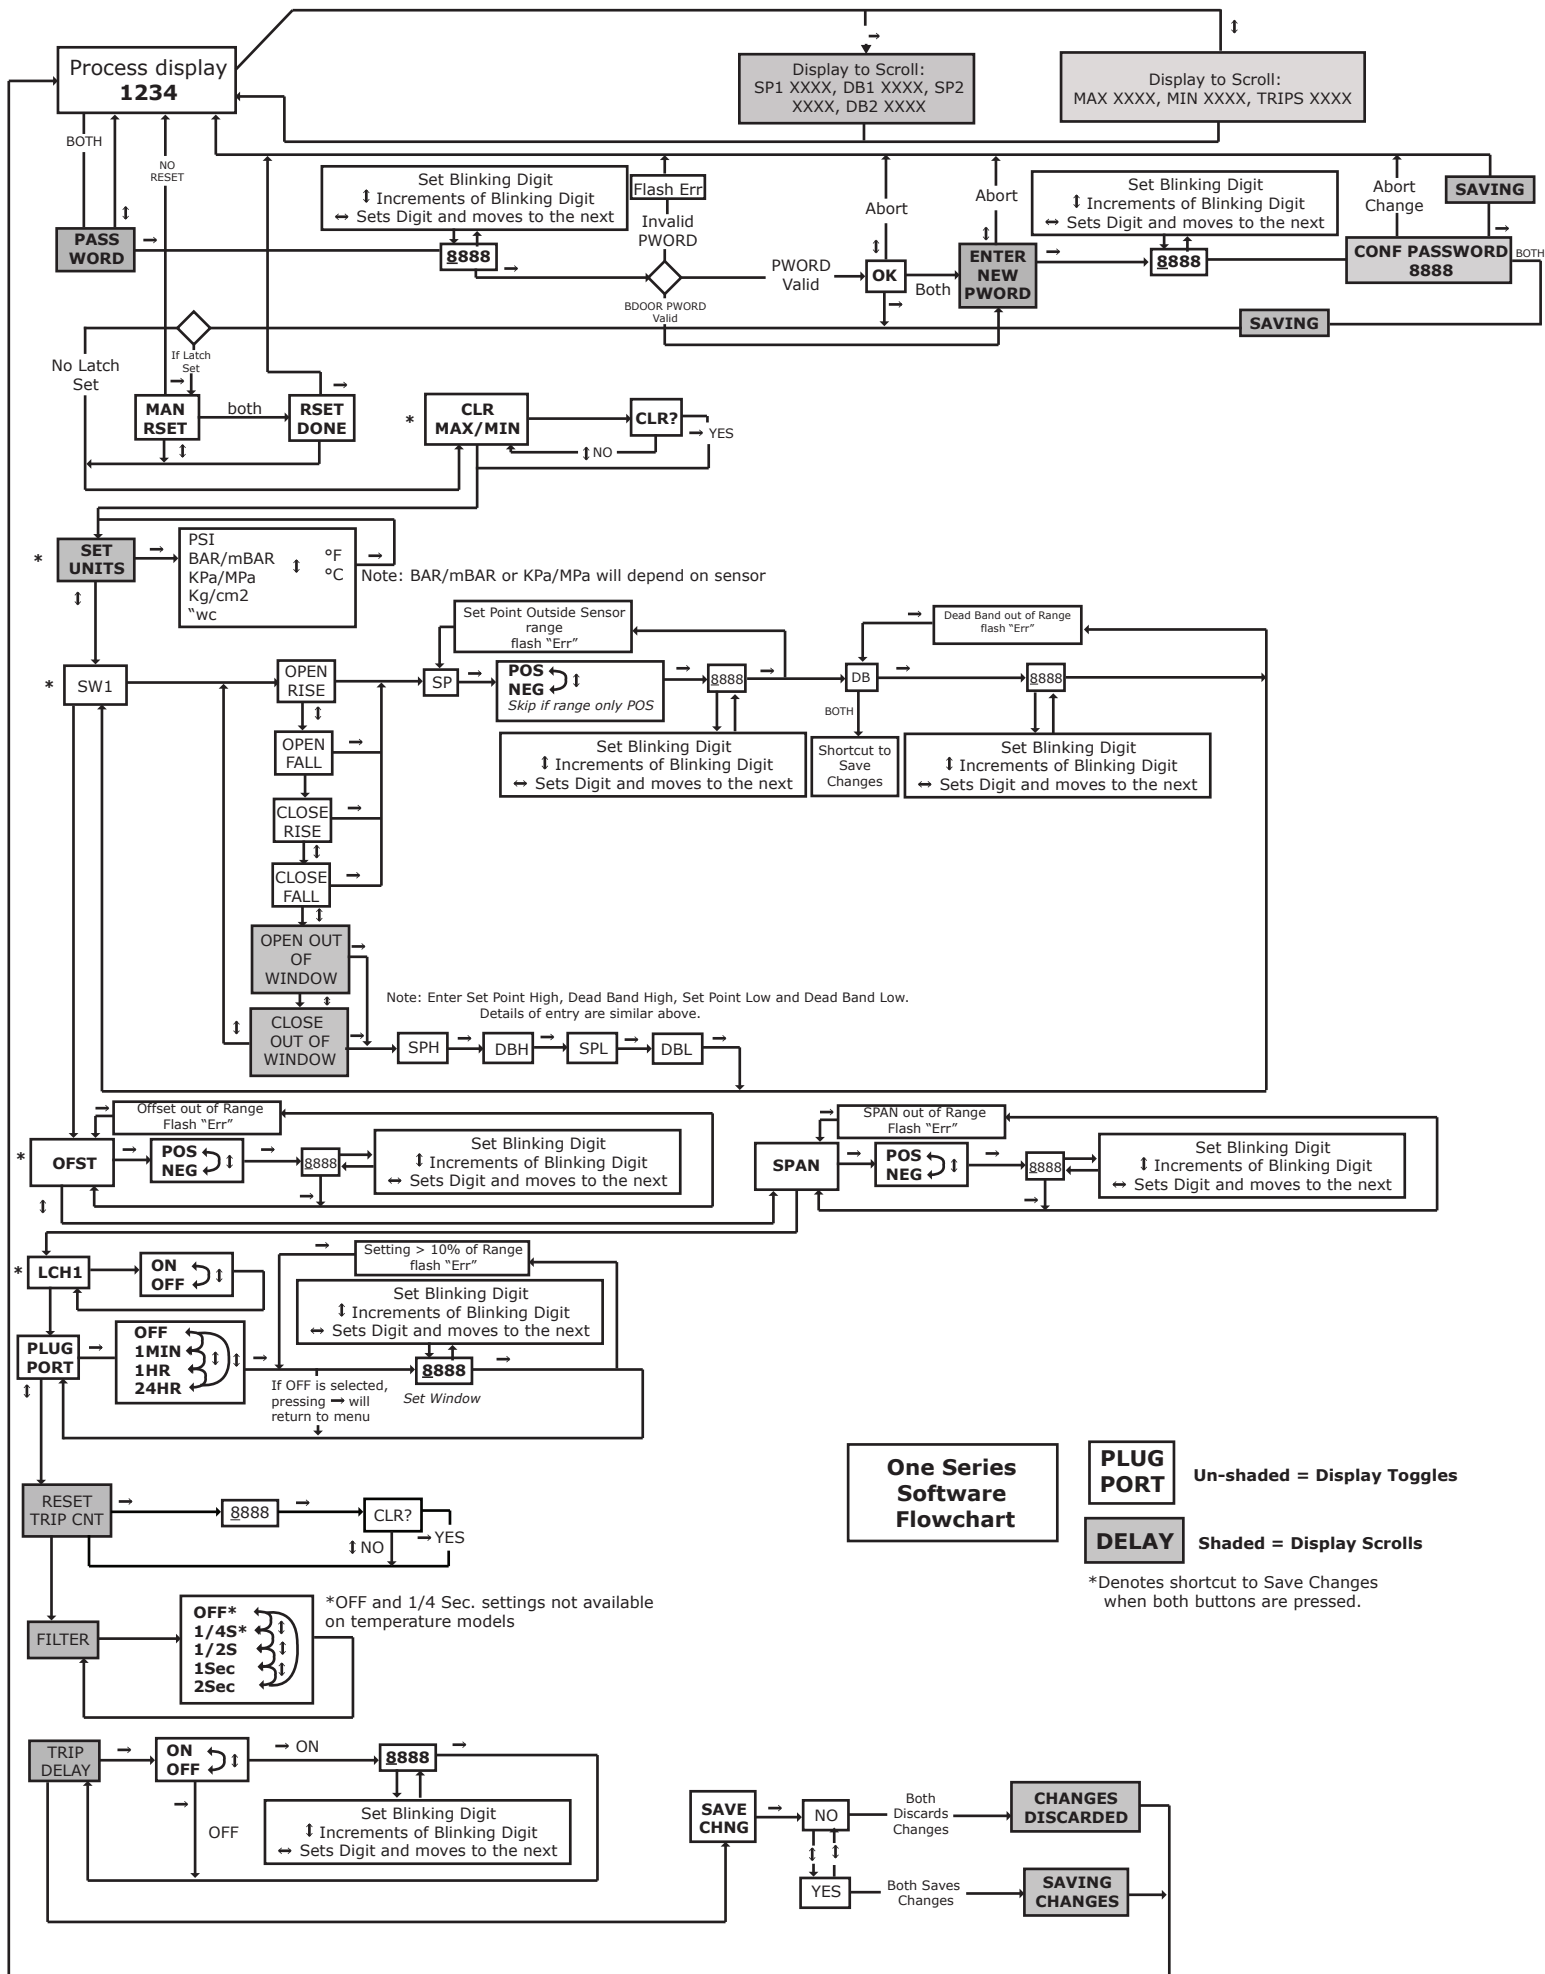 Process display
1234
BOTH
NO
RESET
Display to Scroll:
SP1 XXXX, DB1 XXXX, SP2
XXXX, DB2 XXXX
Display to Scroll:
MAX XXXX, MIN XXXX, TRIPS XXXX
PASS
WORD
Set Blinking Digit
↕ Increments of Blinking Digit
↔ Sets Digit and moves to the next
8888
Flash Err
Invalid
PWORD
PWORD
Valid
BDOOR PWORD
Valid
Abort
OK
Both
Abort
ENTER
NEW
PWORD
Set Blinking Digit
↕ Increments of Blinking Digit
↔ Sets Digit and moves to the next
8888
Abort
Change
SAVING
CONF PASSWORD
8888
BOTH
SAVING
No Latch
Set
If Latch
Set
MAN
RSET
both
RSET
DONE
*
CLR
MAX/MIN
CLR?
→ YES
↕ NO
*
SET
UNITS
PSI
BAR/mBAR
KPa/MPa
Kg/cm2
“wc
°F
°C
Note: BAR/mBAR or KPa/MPa will depend on sensor
*
SW1
OPEN
RISE
OPEN
FALL
CLOSE
RISE
CLOSE
FALL
OPEN OUT
OF
WINDOW
CLOSE
OUT OF
WINDOW
Set Point Outside Sensor
range
flash “Err”
SP
POS
NEG
Skip if range only POS
8888
Set Blinking Digit
↕ Increments of Blinking Digit
↔ Sets Digit and moves to the next
Dead Band out of Range
flash “Err”
DB
BOTH
Shortcut to
Save
Changes
8888
Set Blinking Digit
↕ Increments of Blinking Digit
↔ Sets Digit and moves to the next
Note: Enter Set Point High, Dead Band High, Set Point Low and Dead Band Low.
Details of entry are similar above.
SPH
DBH
SPL
DBL
Offset out of Range
Flash “Err”
*
OFST
POS
NEG
8888
Set Blinking Digit
↕ Increments of Blinking Digit
↔ Sets Digit and moves to the next
SPAN out of Range
Flash “Err”
SPAN
POS
NEG
8888
Set Blinking Digit
↕ Increments of Blinking Digit
↔ Sets Digit and moves to the next
*
LCH1
ON
OFF
Setting > 10% of Range
flash “Err”
Set Blinking Digit
↕ Increments of Blinking Digit
↔ Sets Digit and moves to the next
PLUG
PORT
OFF
1MIN
1HR
24HR
If OFF is selected,
pressing → will
return to menu
8888
Set Window
RESET
TRIP CNT
8888
CLR?
→ YES
↕ NO
FILTER
OFF*
1/4S*
1/2S
1Sec
2Sec
*OFF and 1/4 Sec. settings not available
on temperature models
TRIP
DELAY
ON
OFF
→ ON
OFF
8888
Set Blinking Digit
↕ Increments of Blinking Digit
↔ Sets Digit and moves to the next
SAVE
CHNG
NO
Both
Discards
Changes
CHANGES
DISCARDED
YES
Both Saves
Changes
SAVING
CHANGES
One Series
Software
Flowchart
PLUG
PORT
Un-shaded = Display Toggles
DELAY
Shaded = Display Scrolls
*Denotes shortcut to Save Changes
when both buttons are pressed.